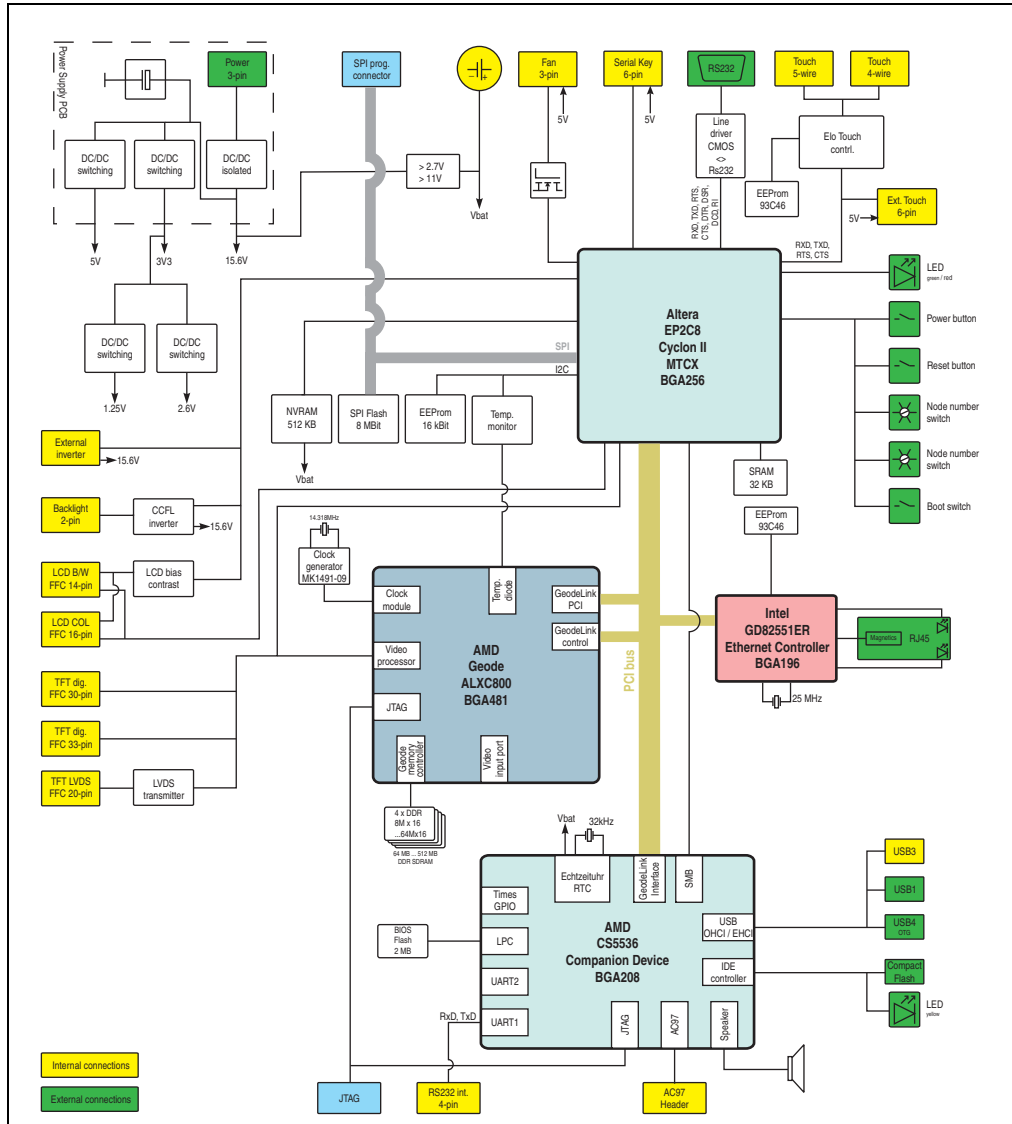 Power Supply PCB
Power
3-pin
SPI prog.
connector
Fan
3-pin
5V
Serial Key
6-pin
5V
RS232
Touch
5-wire
Touch
4-wire
DC/DC
switching
DC/DC
switching
DC/DC
isolated
> 2.7V
> 11V
Vbat
Line
driver
CMOS
<>
Rs232
Elo Touch
contrl.
EEProm
93C46
Ext. Touch
6-pin
5V
RXD, TXD, RTS,
CTS, DTR, DSR,
DCD, RI
RXD, TXD,
RTS, CTS
5V
3V3
15.6V
DC/DC
switching
DC/DC
switching
1.25V
2.6V
Altera
EP2C8
Cyclon II
MTCX
BGA256
SPI
I2C
LED
green / red
Power button
Reset button
Node number
switch
Node number
switch
Boot switch
NVRAM
512 KB
SPI Flash
8 MBit
EEProm
16 kBit
Temp.
monitor
Vbat
SRAM
32 KB
EEProm
93C46
External
inverter
15.6V
Backlight
2-pin
CCFL
inverter
15.6V
LCD B/W
FFC 14-pin
LCD bias
contrast
LCD COL
FFC 16-pin
TFT dig.
FFC 30-pin
TFT dig.
FFC 33-pin
TFT LVDS
FFC 20-pin
LVDS
transmitter
14.318MHz
Clock
generator
MK1491-09
Clock
module
Temp.
diode
GeodeLink
PCI
GeodeLink
control
Video
processor
JTAG
AMD
Geode
ALXC800
BGA481
Geode
memory
controller
Video
input port
PCI bus
Intel
GD82551ER
Ethernet Controller
BGA196
Magnetics
RJ45
25 MHz
4 x DDR
8M x 16
...64Mx16
64 MB ... 512 MB
DDR SDRAM
Vbat
32kHz
Echtzeituhr
RTC
GeodeLink
Interface
SMB
Times
GPIO
LPC
UART2
UART1
BIOS
Flash
2 MB
RxD, TxD
AMD
CS5536
Companion Device
BGA208
USB
OHCI / EHCI
IDE
controller
JTAG
AC97
Speaker
USB3
USB1
USB4
OTG
Compact
Flash
LED
yellow
Internal connections
External connections
JTAG
RS232 int.
4-pin
AC97
Header